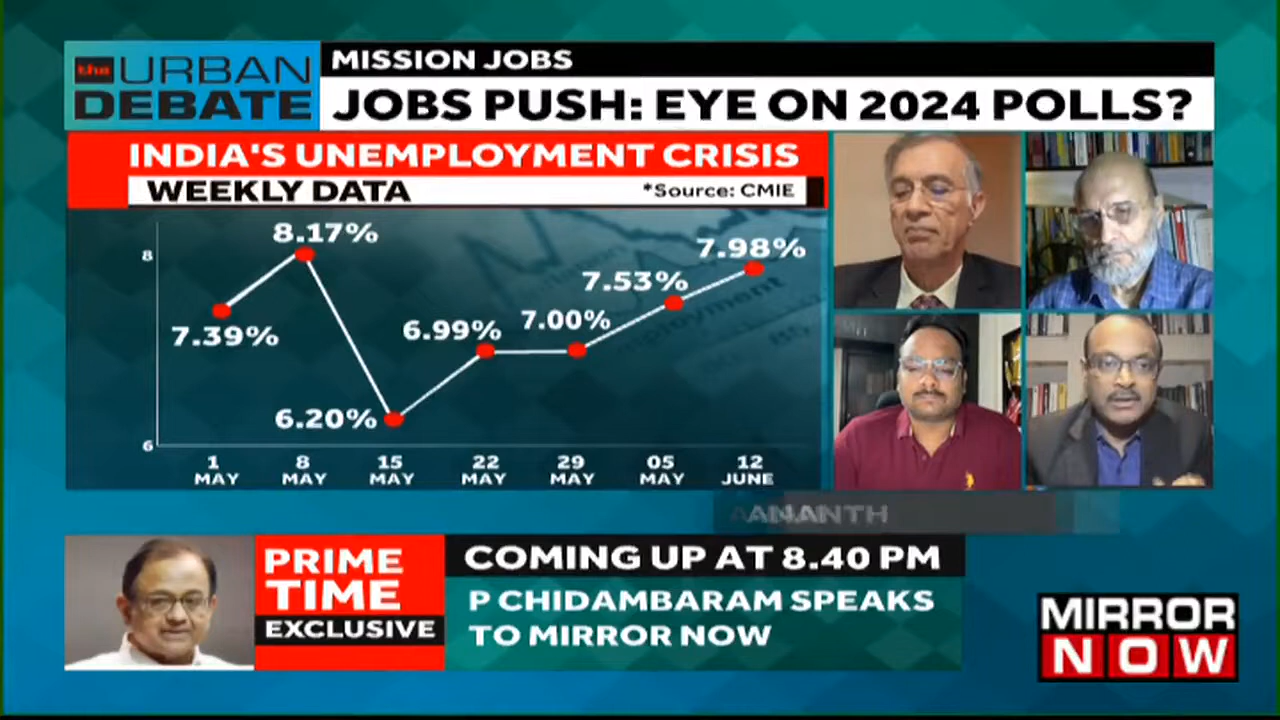 the URBAN
DEBATE
MISSION JOBS
JOBS PUSH: EYE ON 2024 POLLS?
INDIA'S UNEMPLOYMENT CRISIS
WEEKLY DATA
*Source: CMIE
8
6
7.39%
8.17%
6.20%
6.99%
7.00%
7.53%
7.98%
1 MAY
8 MAY
15 MAY
22 MAY
29 MAY
05 MAY
12 JUNE
PRIME
TIME
EXCLUSIVE
COMING UP AT 8.40 PM
P CHIDAMBARAM SPEAKS
TO MIRROR NOW
MIRROR
NOW